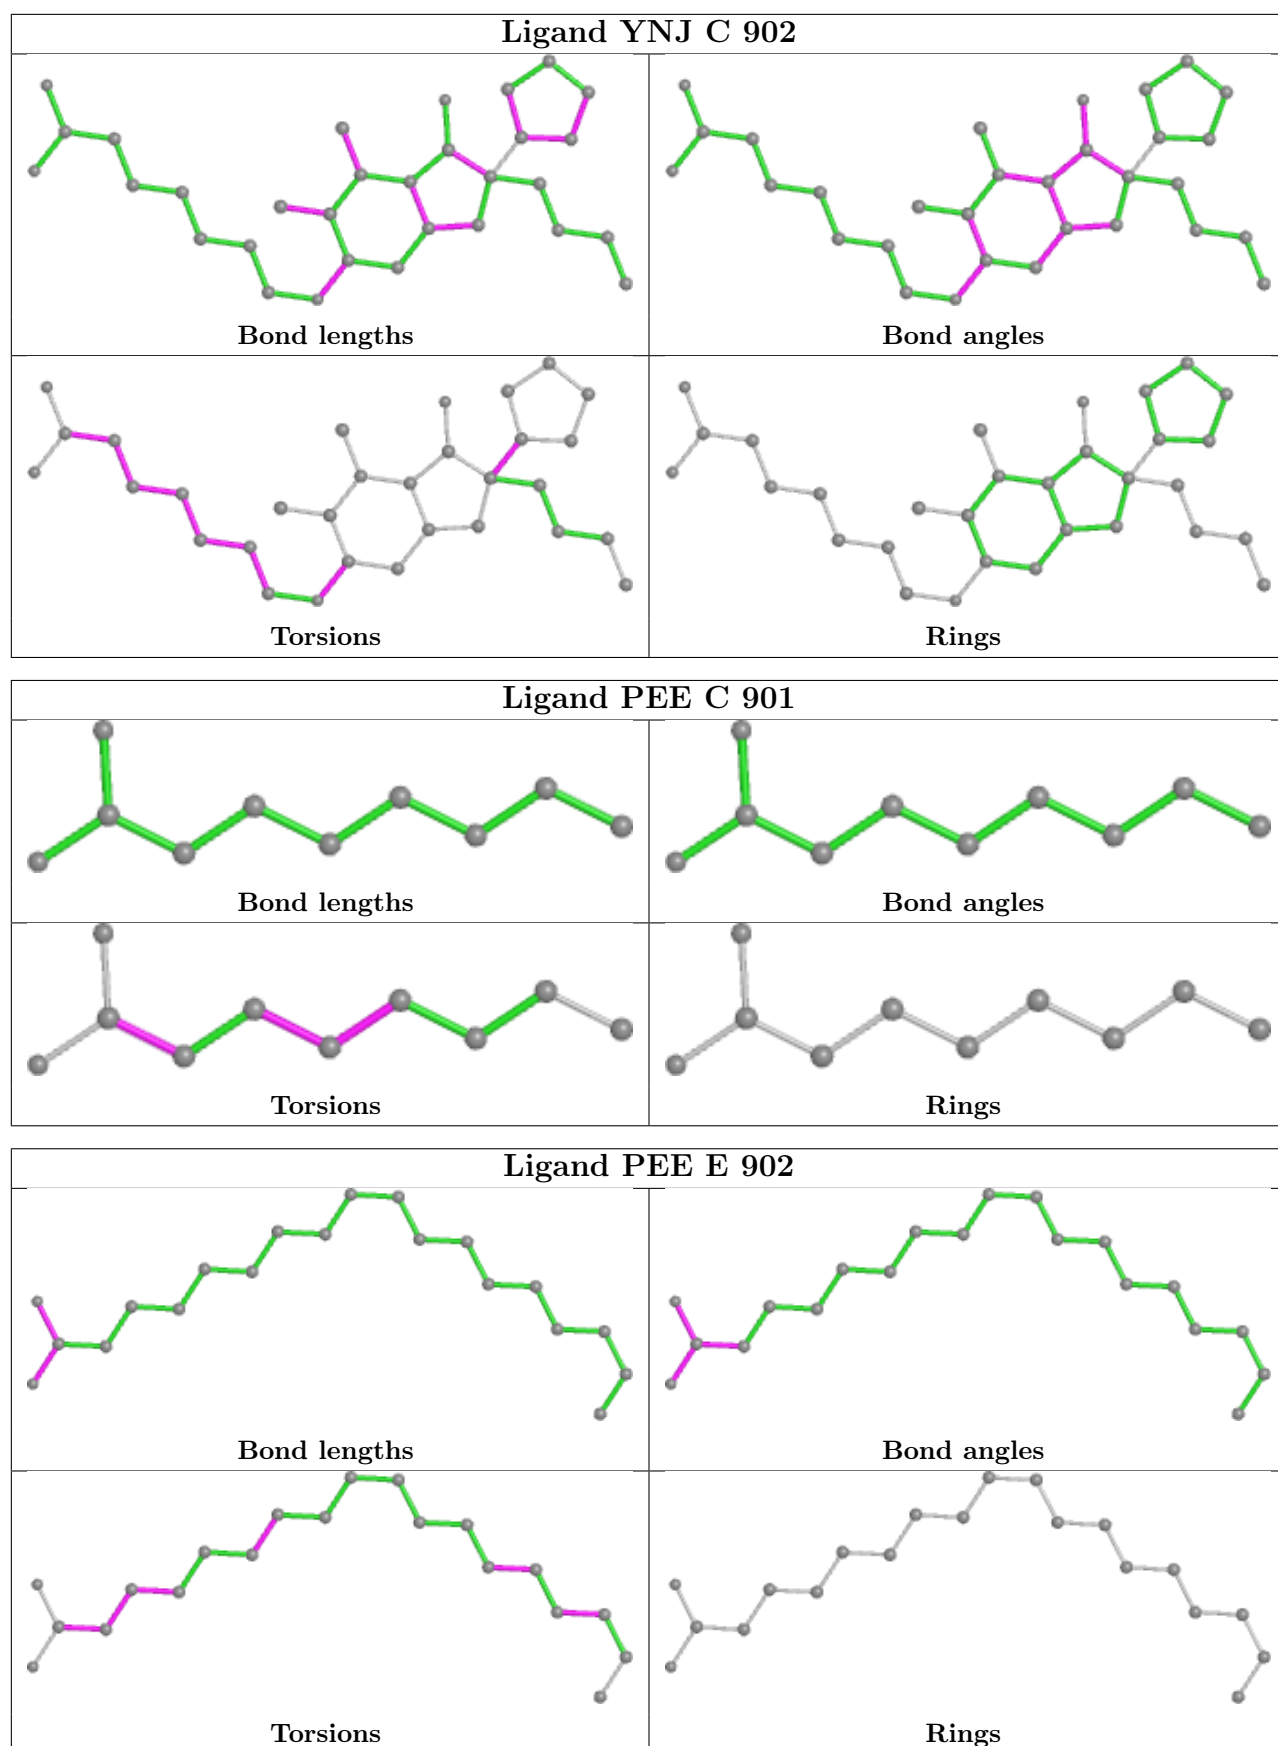 Ligand YNJ C 902
Bond lengths
Bond angles
Torsions
Rings
Ligand PEE C 901
Bond lengths
Bond angles
Torsions
Rings
Ligand PEE E 902
Bond lengths
Bond angles
Torsions
Rings